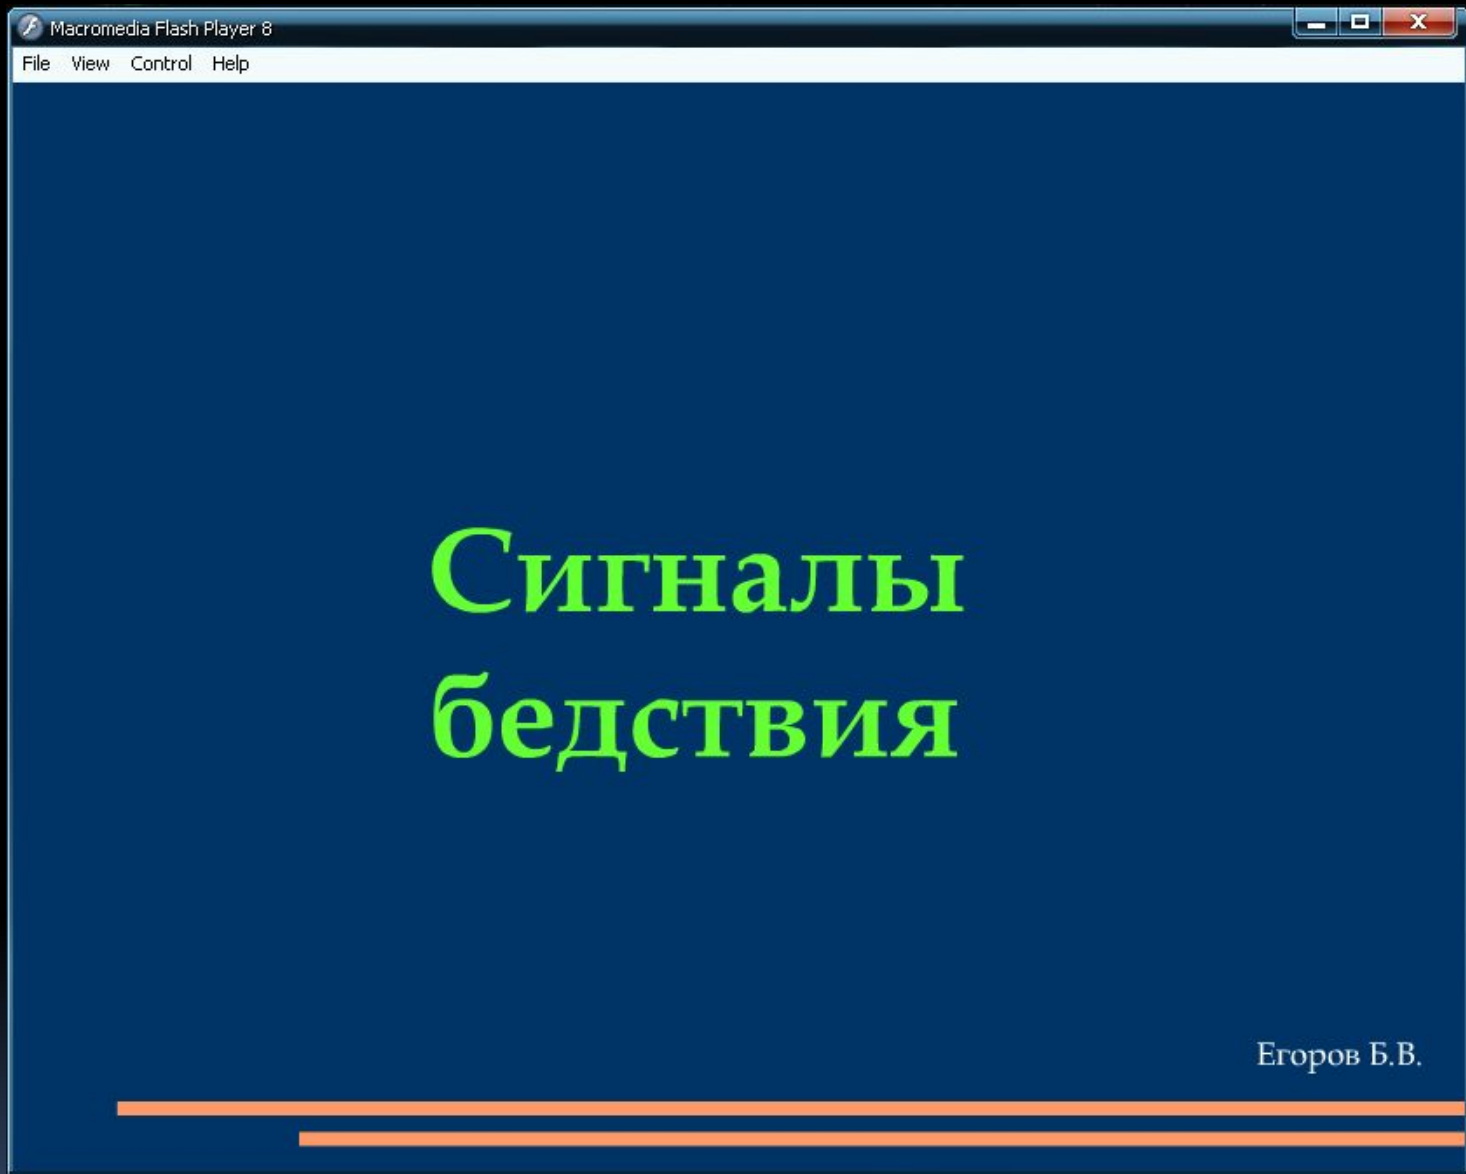 Macromedia Flash Player 8
File View Control Help
Сигналы
бедствия
Егоров Б.В.